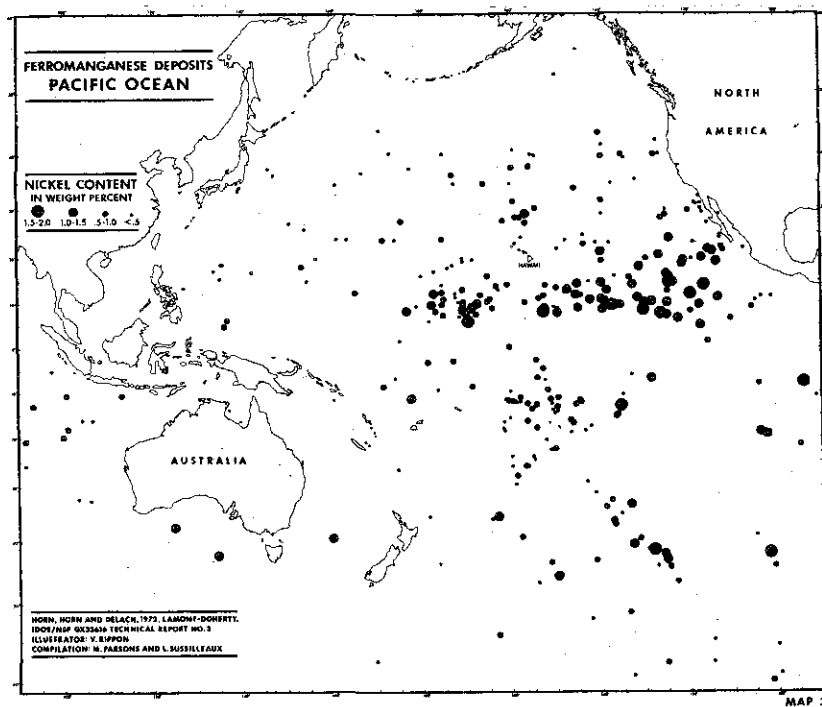 FERROMANGANESE DEPOSITS
PACIFIC OCEAN
NICKEL CONTENT
IN WEIGHT PERCENT
1.5-2.0 1.0-1.5 .5-1.0 <.5
NORTH
AMERICA
HAWAII
AUSTRALIA
HORN, HORN AND DELACH, 1972, LAMONT-DOHERTY.
TECHNICAL REPORT NO. 3
ILLUSTRATOR: V. RIPPON
COMPILATION: M. PARSONS AND L. SUSSILLEAUX
MAP